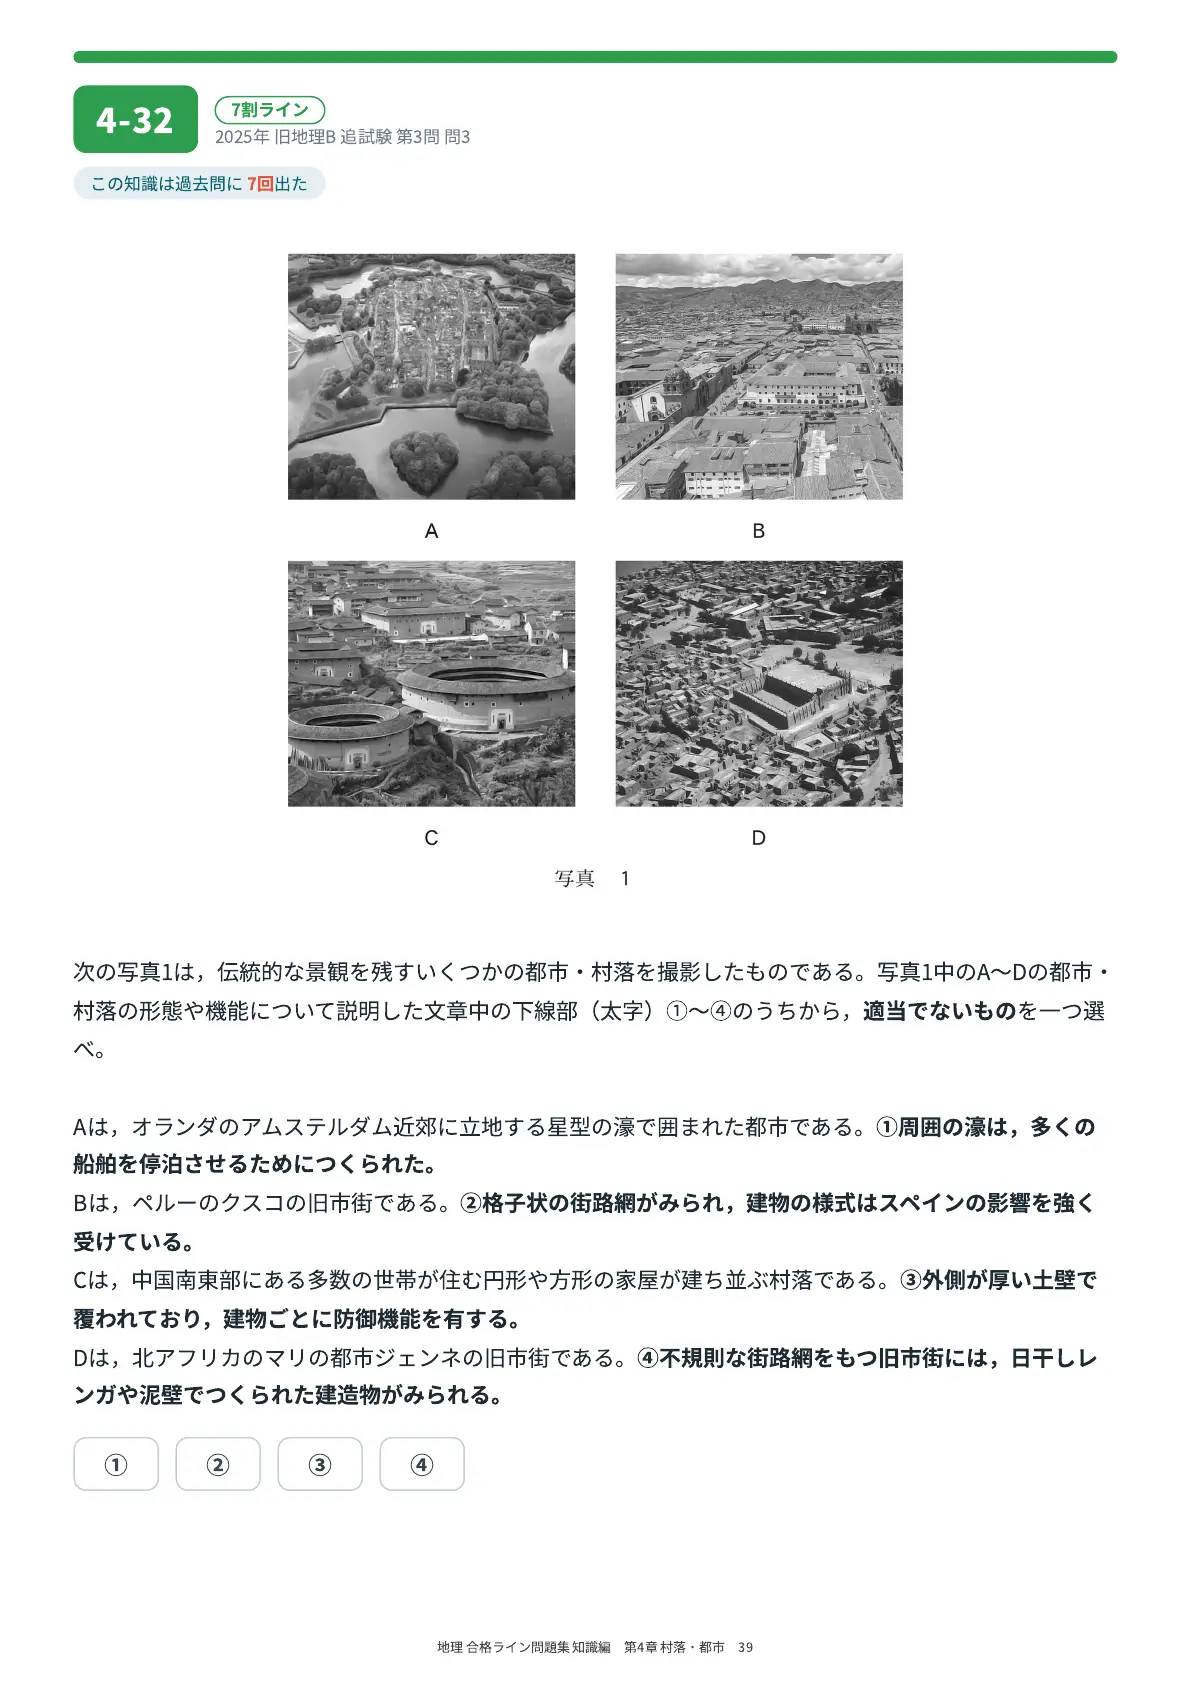 4-32
7割ライン
2025年 旧地理B 追試験 第3問 問3
この知識は過去問に 7回出た
A
B
C
D
写真 1
次の写真1は，伝統的な景観を残すいくつかの都市・村落を撮影したものである。写真1中のA〜Dの都市・
村落の形態や機能について説明した文章中の下線部（太字）①〜④のうちから，適当でないものを一つ選
べ。
Aは，オランダのアムステルダム近郊に立地する星型の濠で囲まれた都市である。①周囲の濠は，多くの
船舶を停泊させるためにつくられた。
Bは，ペルーのクスコの旧市街である。②格子状の街路網がみられ，建物の様式はスペインの影響を強く
受けている。
Cは，中国南東部にある多数の世帯が住む円形や方形の家屋が建ち並ぶ村落である。③外側が厚い土壁で
覆われており，建物ごとに防御機能を有する。
Dは，北アフリカのマリの都市ジェンネの旧市街である。④不規則な街路網をもつ旧市街には，日干しレ
ンガや泥壁でつくられた建造物がみられる。
① ② ③ ④
地理 合格ライン問題集 知識編 第4章 村落・都市 39